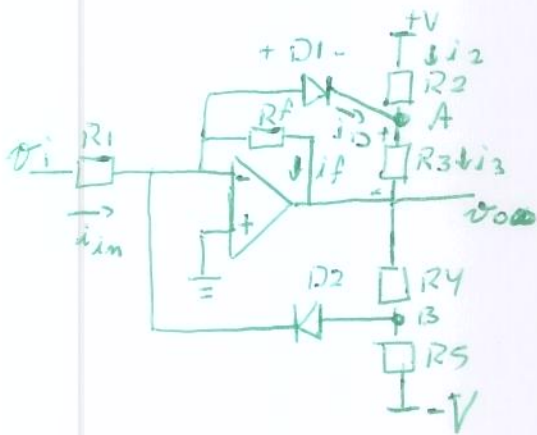 +V
+ D1 -
↓ i2
R2
A
Rf
iD
+
vi
R1
↓ if
R3 ↓ i3
-
+
→
iin
vo
D2
R4
B
R5
-V